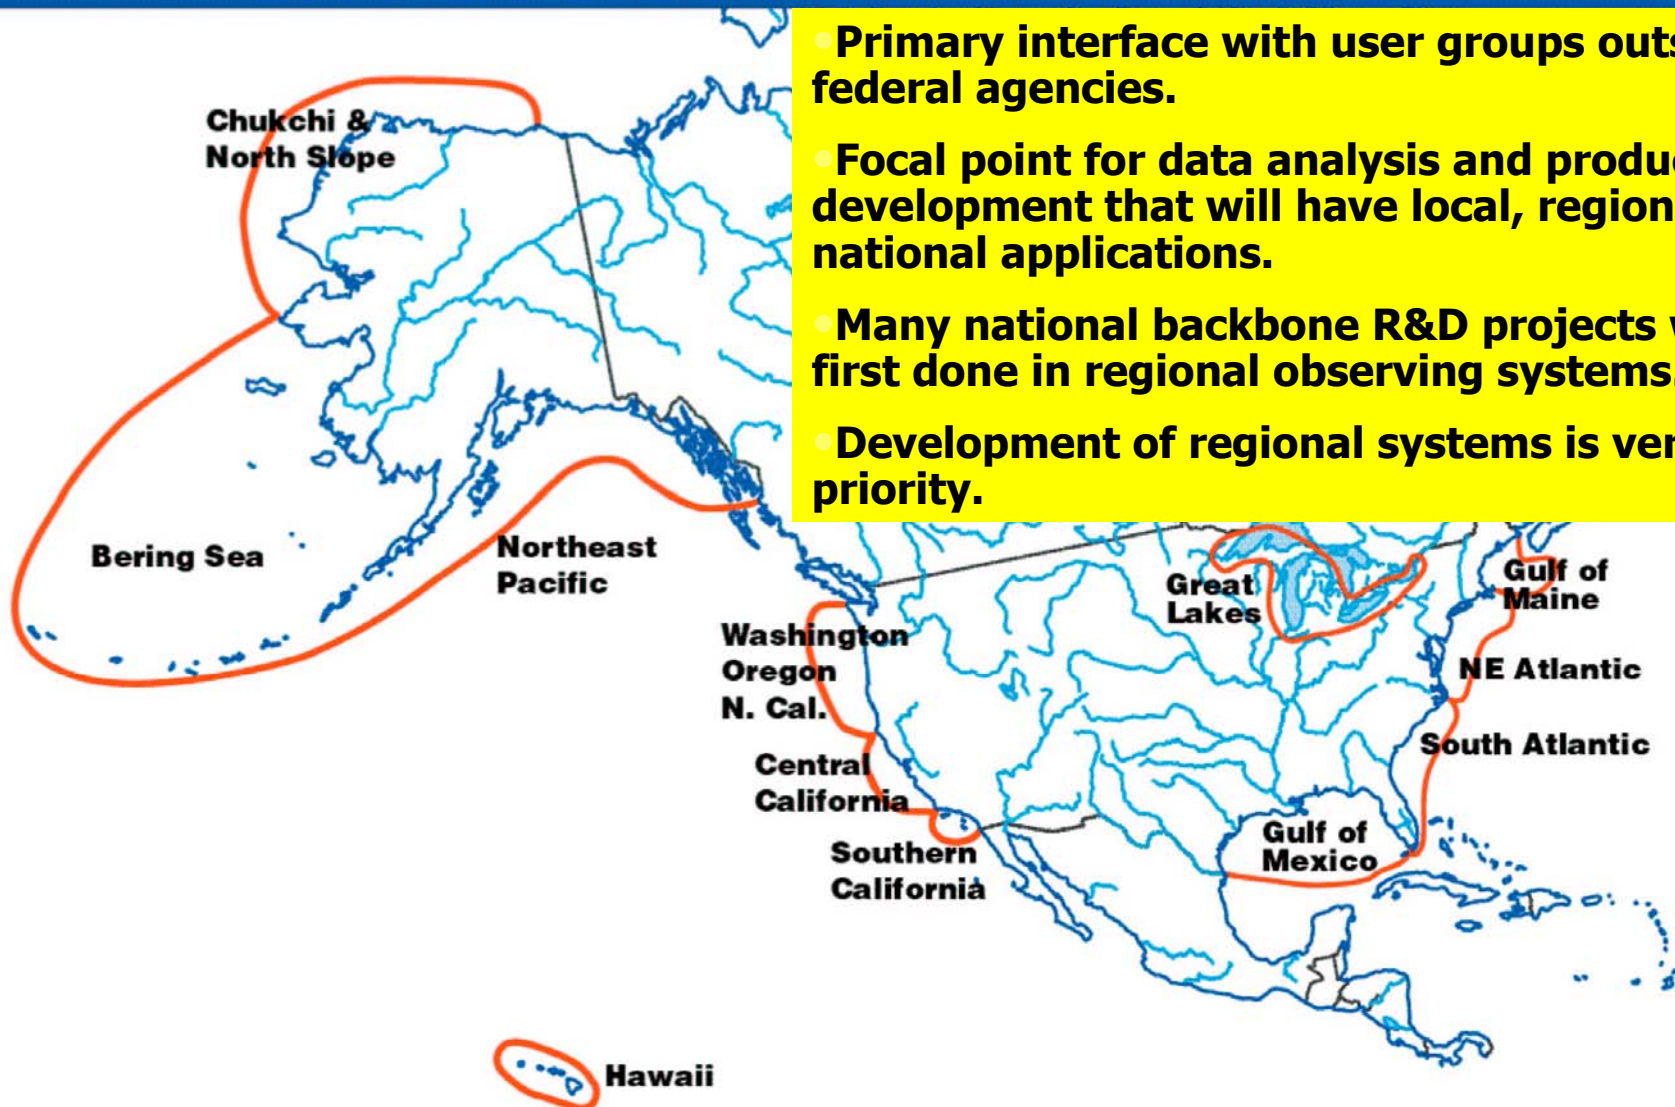 Primary interface with user groups outs
federal agencies.
Focal point for data analysis and produ
development that will have local, region
national applications.
Many national backbone R&D projects
first done in regional observing systems.
Development of regional systems is ver
priority.
Chukchi &
North Slope
Bering Sea
Northeast
Pacific
Washington
Oregon
N. Cal.
Central
California
Southern
California
Great
Lakes
Gulf of
Maine
NE Atlantic
South Atlantic
Gulf of
Mexico
Hawaii